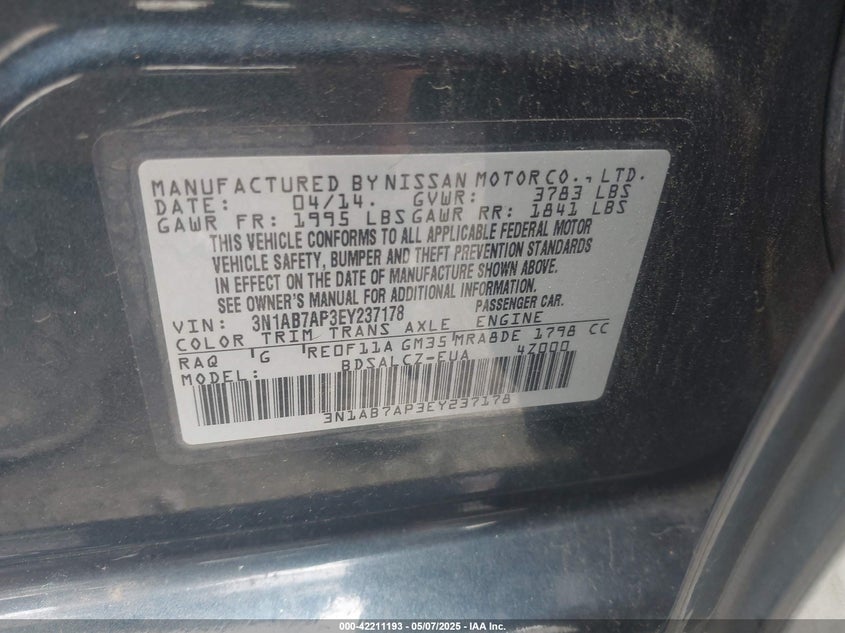 MANUFACTURED BY NISSAN MOTOR CO., LTD.
DATE: 04/14. GVWR: 3783 LBS
GAWR FR: 1995 LBS GAWR RR: 1841 LBS
THIS VEHICLE CONFORMS TO ALL APPLICABLE FEDERAL MOTOR
VEHICLE SAFETY, BUMPER AND THEFT PREVENTION STANDARDS
IN EFFECT ON THE DATE OF MANUFACTURE SHOWN ABOVE.
SEE OWNER'S MANUAL FOR ADDITIONAL INFORMATION.
VIN: 3N1AB7AP3EY237178 PASSENGER CAR.
COLOR TRIM TRANS AXLE ENGINE
RAQ G RE0F11A GM35 MRA8DE 1798 CC
MODEL: BDSALCZ-EUA 4Z000
3N1AB7AP3EY237178
000-42211193 - 05/07/2025 - IAA Inc.